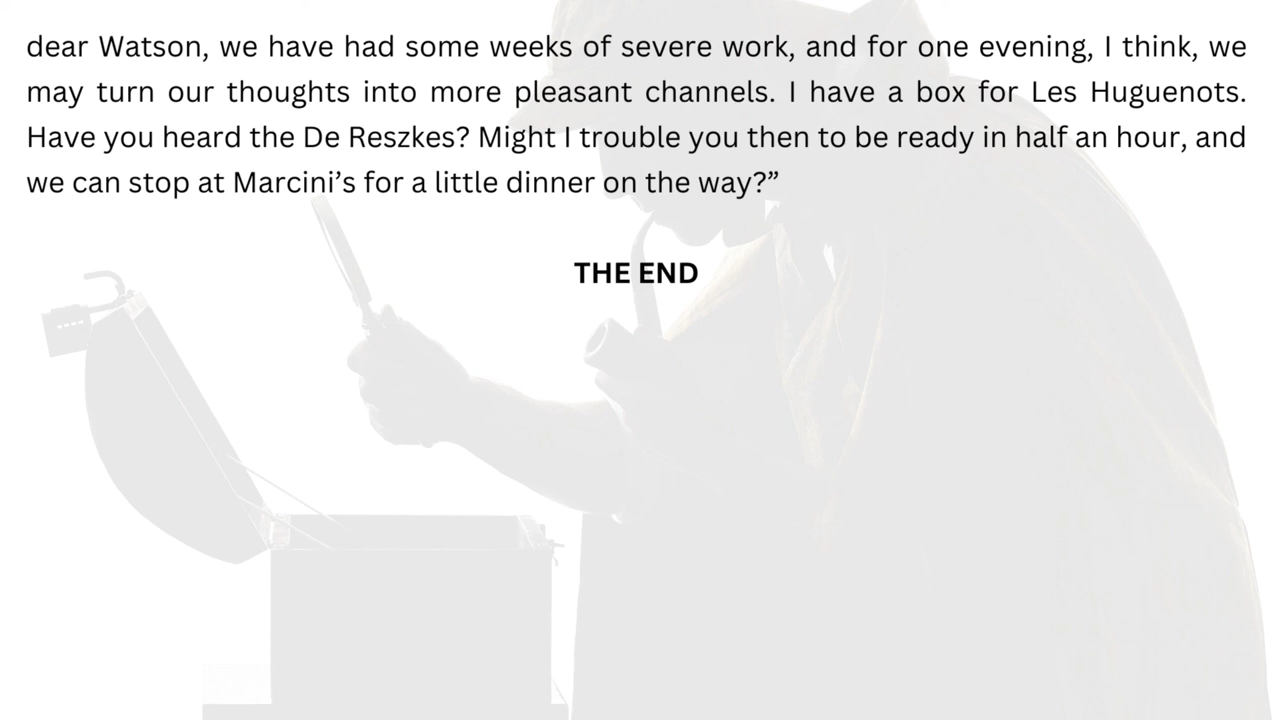 dear Watson, we have had some weeks of severe work, and for one evening, I think, we
may turn our thoughts into more pleasant channels. I have a box for Les Huguenots.
Have you heard the De Reszkes? Might I trouble you then to be ready in half an hour, and
we can stop at Marcini’s for a little dinner on the way?”
THE END